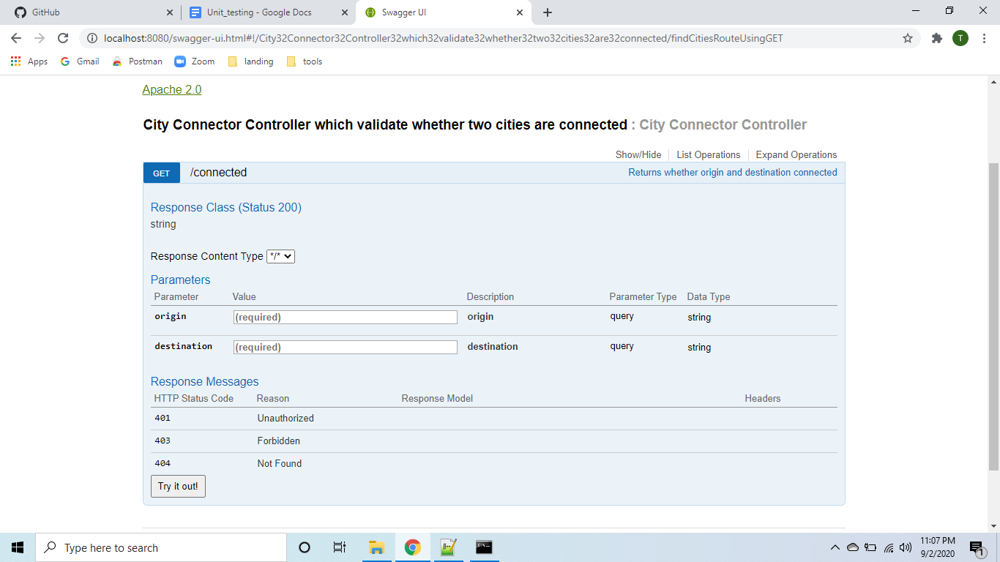 GitHub
Unit_testing - Google Docs
Swagger UI
localhost:8080/swagger-ui.html#!/City32Connector32Controller32which32validate32whether32two32cities32are32connected/findCitiesRouteUsingGET
T
Apps
Gmail
Postman
Zoom
landing
tools
Apache 2.0
City Connector Controller which validate whether two cities are connected : City Connector Controller
Show/Hide
List Operations
Expand Operations
GET
/connected
Returns whether origin and destination connected
Response Class (Status 200)
string
Response Content Type */*
Parameters
Parameter Value Description Parameter Type Data Type
origin (required) origin query string
destination (required) destination query string
Response Messages
HTTP Status Code Reason Response Model Headers
401 Unauthorized
403 Forbidden
404 Not Found
Try it out!
Type here to search
11:07 PM
9/2/2020
1